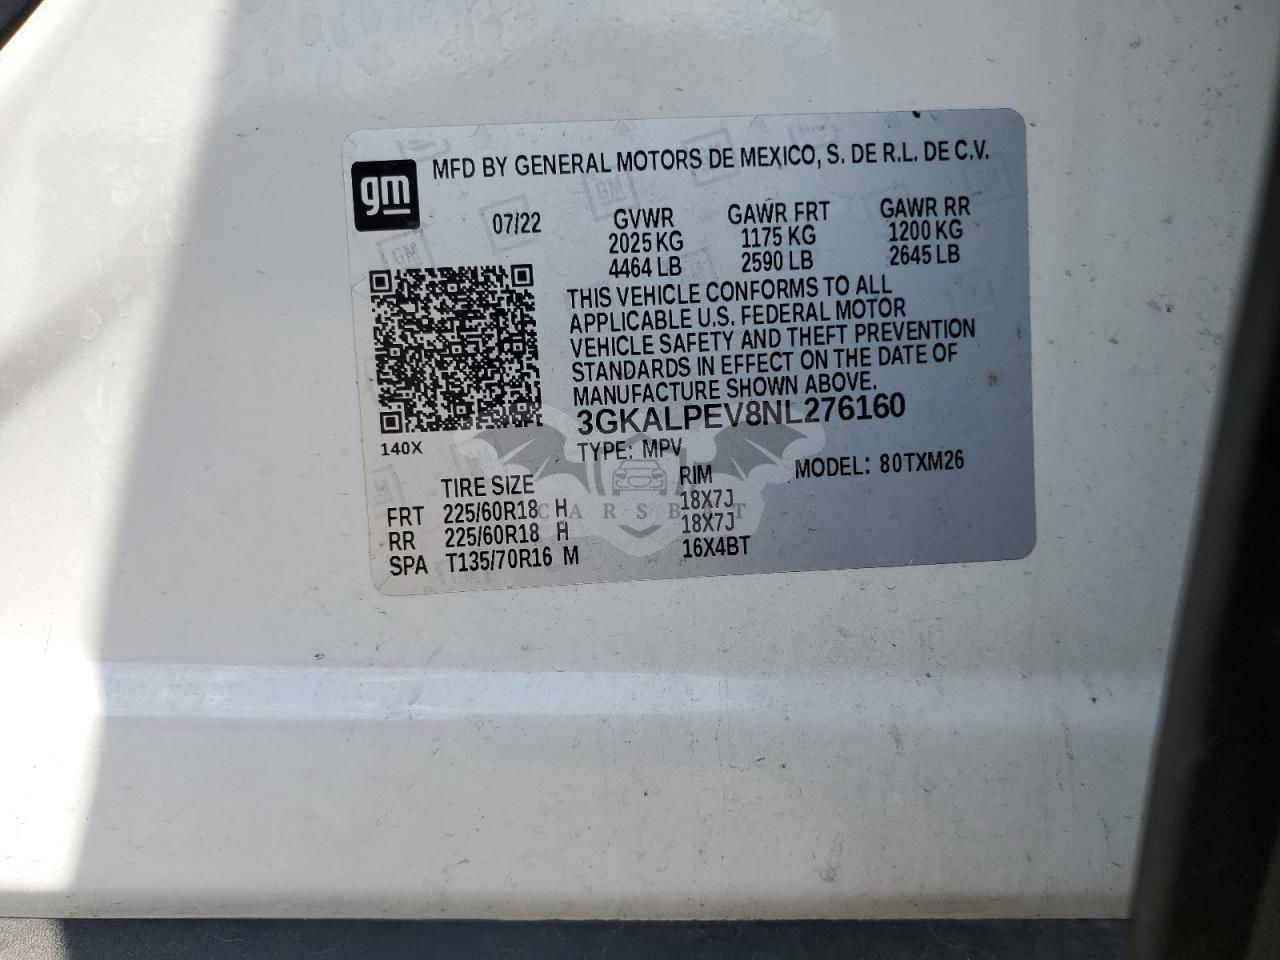 MFD BY GENERAL MOTORS DE MEXICO, S. DE R.L. DE C.V.
gm
07/22 GVWR GAWR FRT GAWR RR
2025 KG 1175 KG 1200 KG
4464 LB 2590 LB 2645 LB
THIS VEHICLE CONFORMS TO ALL
APPLICABLE U.S. FEDERAL MOTOR
VEHICLE SAFETY AND THEFT PREVENTION
STANDARDS IN EFFECT ON THE DATE OF
MANUFACTURE SHOWN ABOVE.
3GKALPEV8NL276160
140X
TYPE: MPV MODEL: 80TXM26
TIRE SIZE RIM
FRT 225/60R18 H 18X7J
RR 225/60R18 H 18X7J
SPA T135/70R16 M 16X4BT